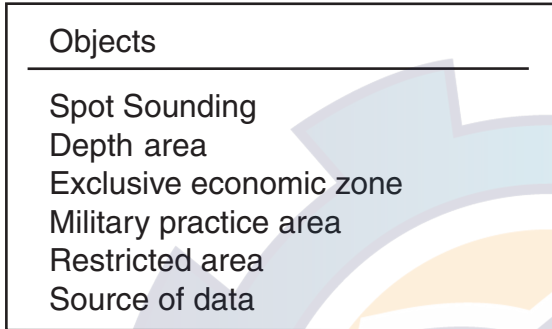 Objects
Spot Sounding
Depth area
Exclusive economic zone
Military practice area
Restricted area
Source of data